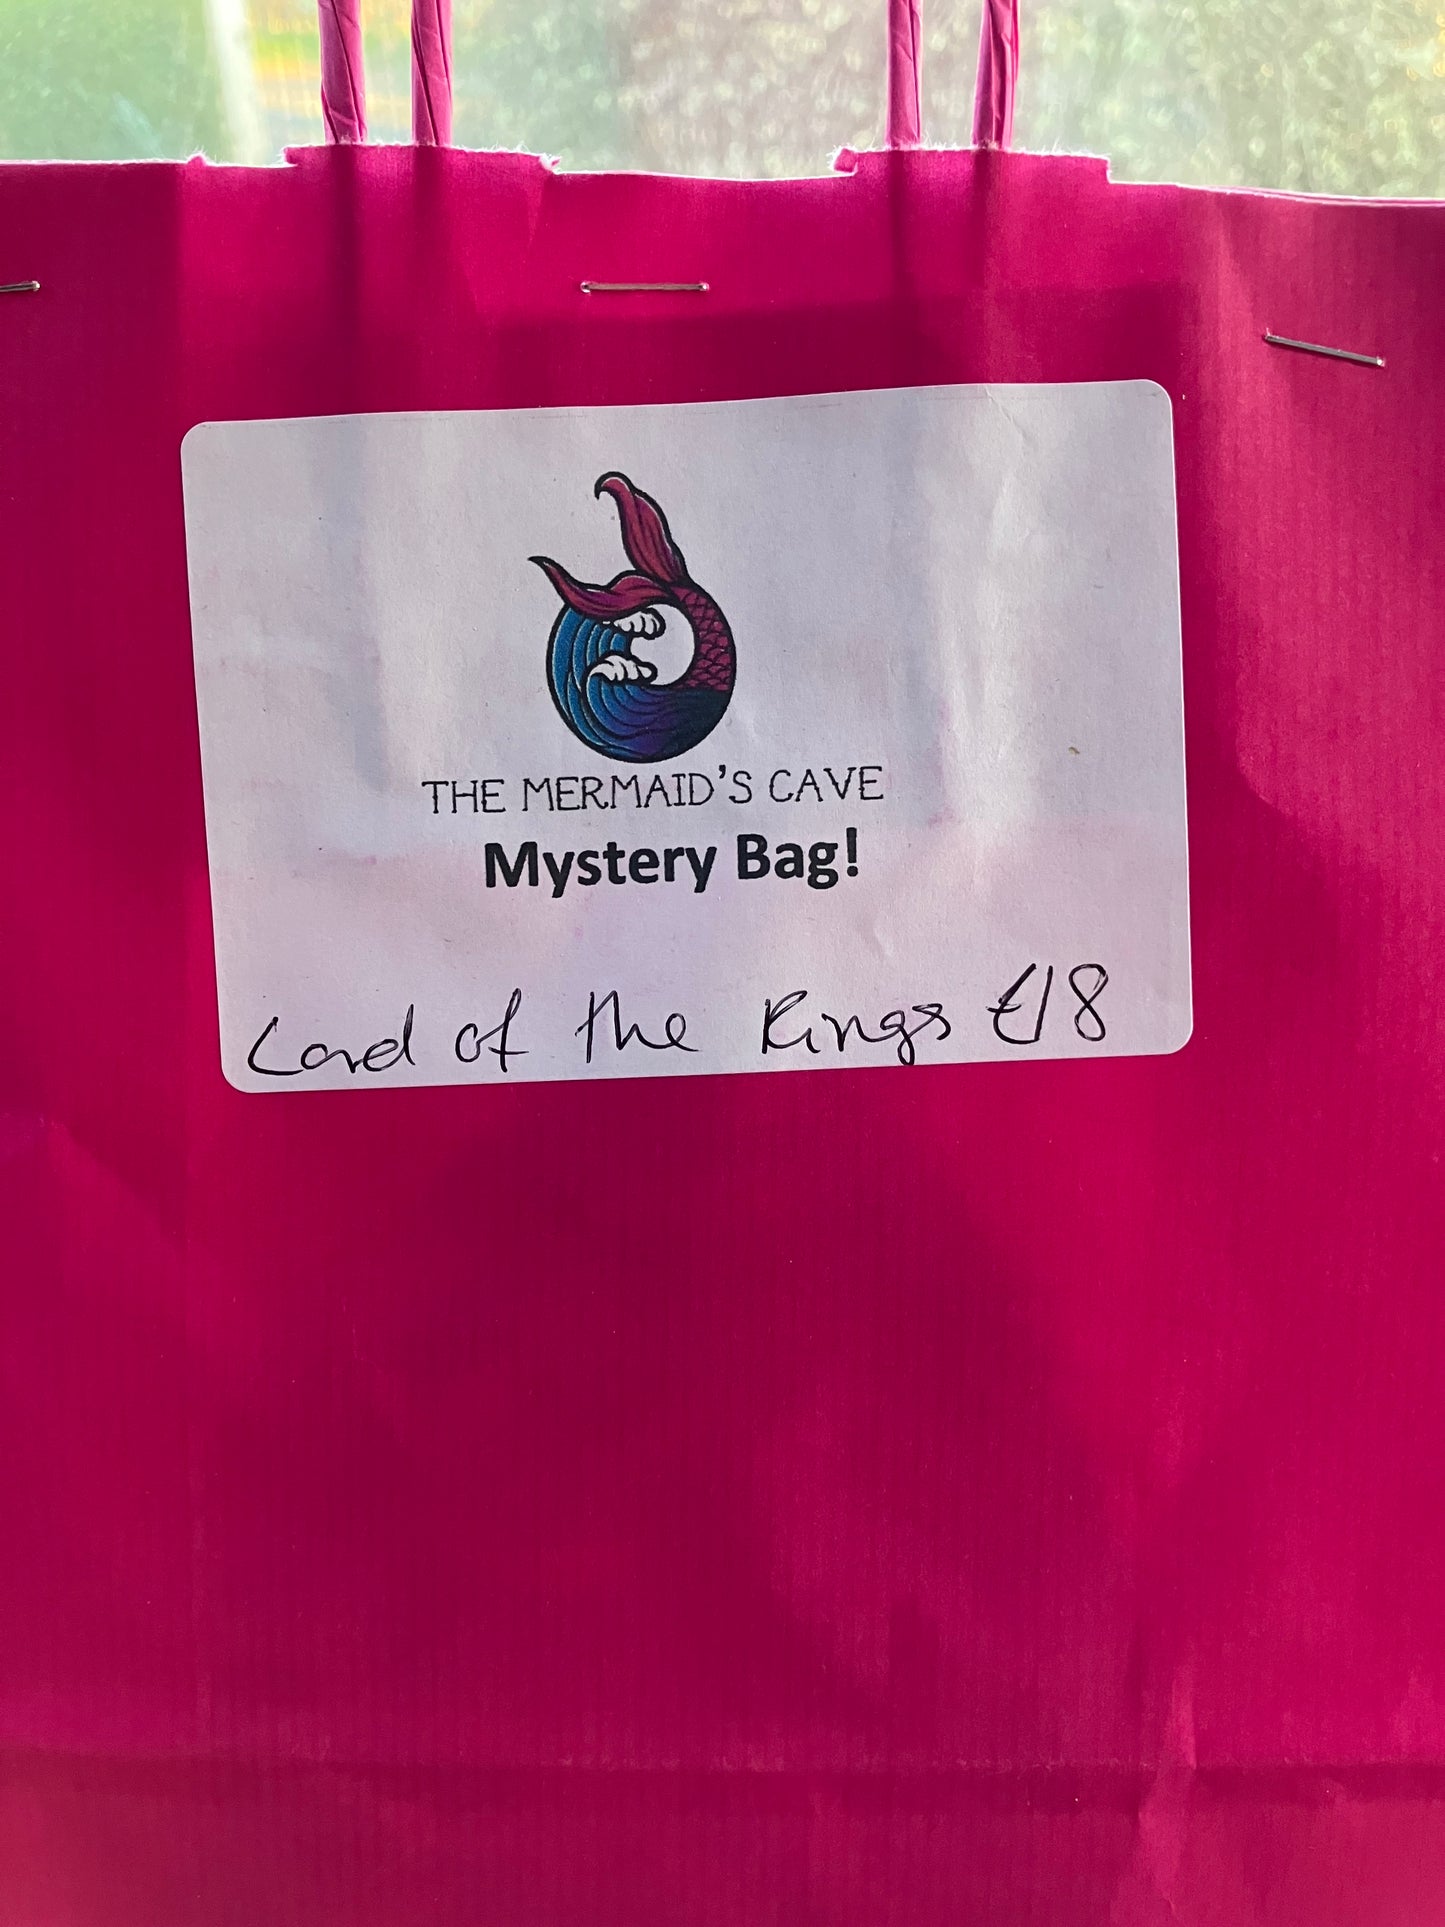 THE MERMAID'S CAVE
Mystery Bag!
Lord of the Rings €18